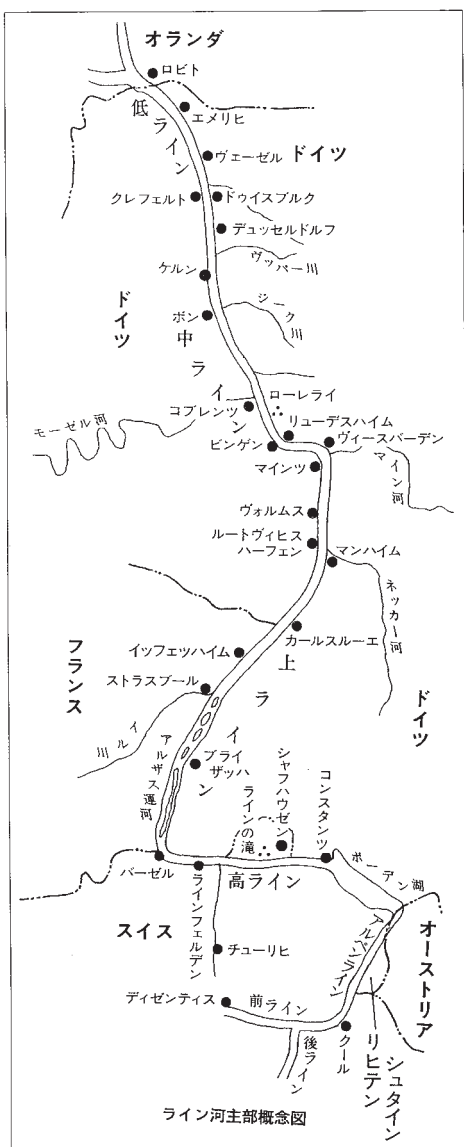 オランダ
ロビト
低ライン
エメリヒ
ドイツ
ヴェーゼル
クレフェルト
ドゥイスブルク
デュッセルドルフ
ヴッパー川
ケルン
ジーク川
ドイツ
ボン
中ライン
ローレライ
コブレンツ
リューデスハイム
モーゼル河
ビンゲン
ヴィースバーデン
マインツ
マイン河
ヴォルムス
ルートヴィヒス
ハーフェン
マンハイム
ネッカー河
カールスルーエ
フランス
イッフェツハイム
上ライン
ストラスブール
ドイツ
イル川
アルザス運河
ブライ
ザッハ
シャフハウゼン
ラインの滝
コンスタンツ
ボーデン湖
バーゼル
高ライン
ラインフェルデン
スイス
チューリヒ
アルペンライン
オーストリア
ディゼンティス
前ライン
後ライン
クール
リヒテン
シュタイン
ライン河主部概念図